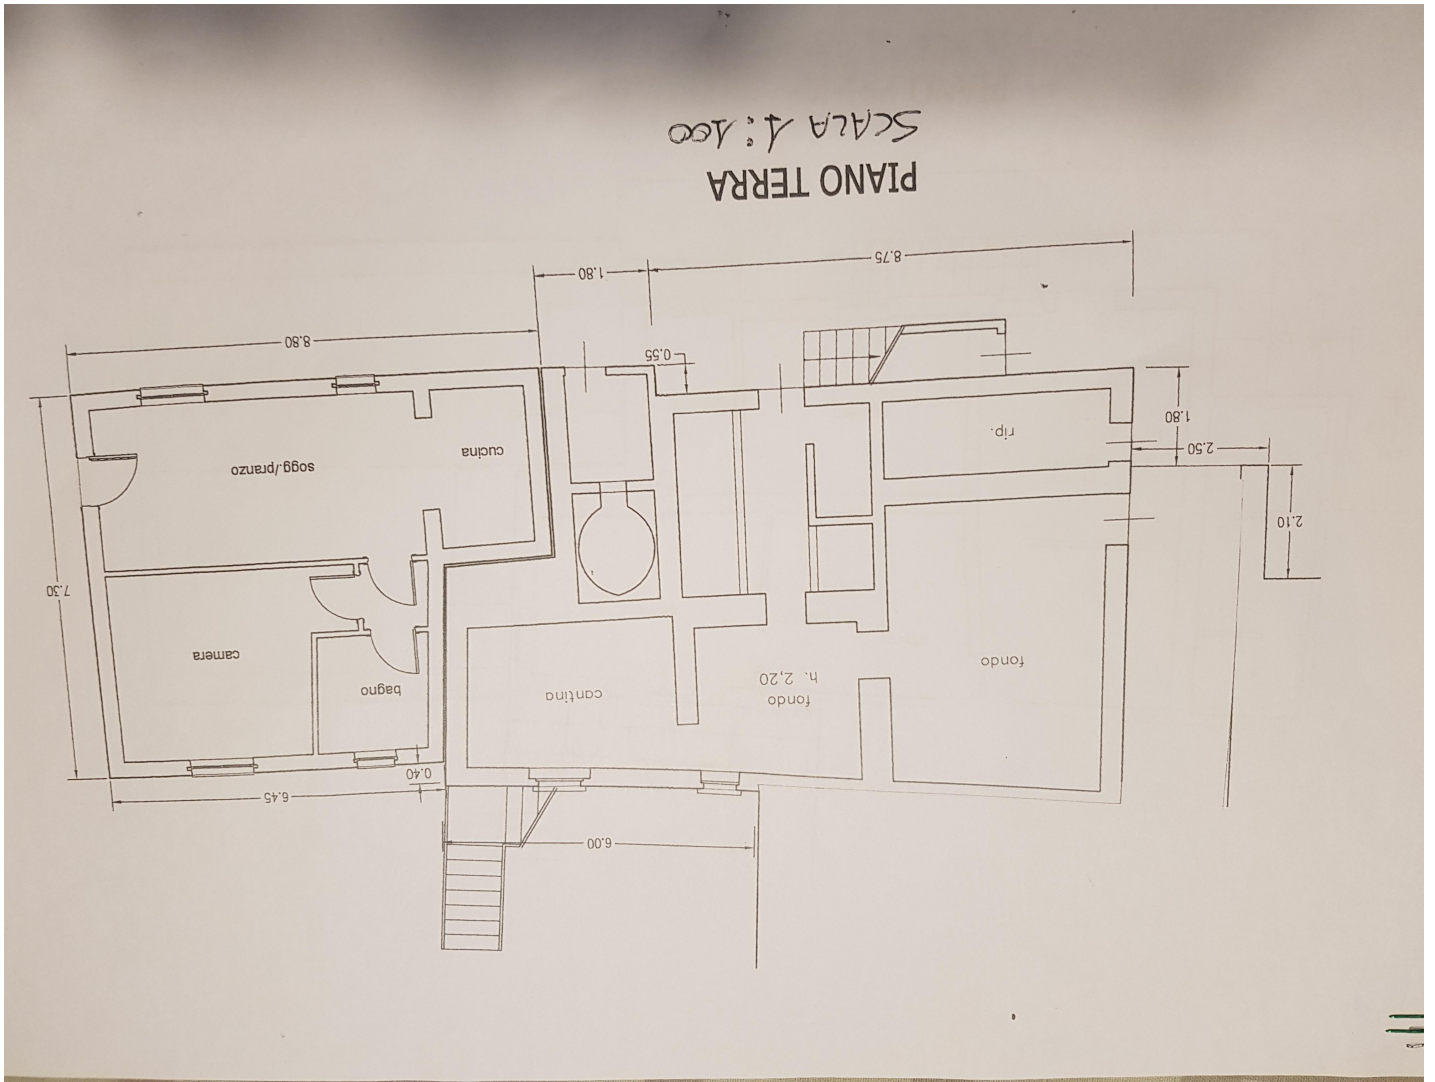 6.00
6.45
0.40
7.30
fondo
h. 2,20
fondo
cantina
bagno
camera
2.10
2.50
1.80
rip.
cucina
sogg./pranzo
0.55
8.80
8.75
1.80
PIANO TERRA
SCALA 1:100